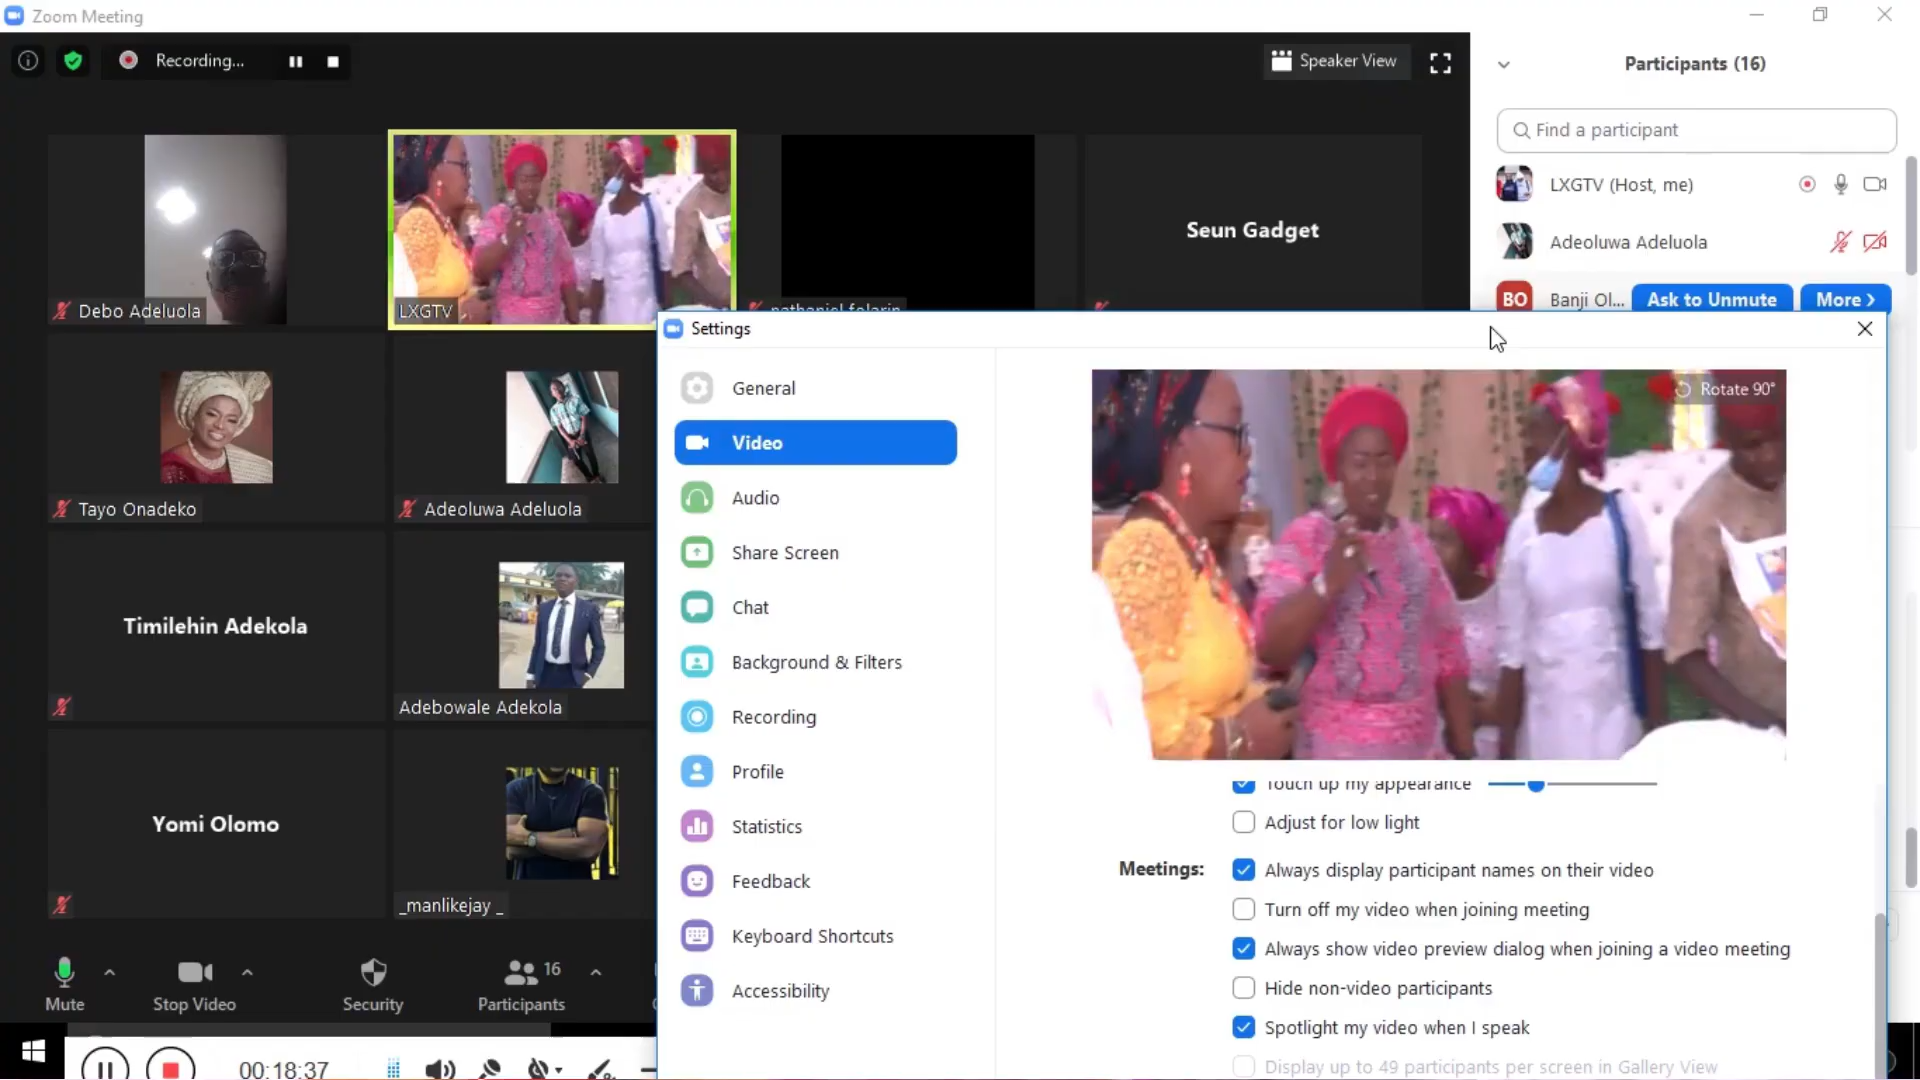 Zoom Meeting
Recording...
Speaker View
Participants (16)
Find a participant
LXGTV (Host, me)
Adeoluwa Adeluola
BO Banji Ol... Ask to Unmute More
Debo Adeluola
LXGTV
nathaniel folarin
Seun Gadget
Settings
General
Rotate 90°
Video
Audio
Tayo Onadeko
Adeoluwa Adeluola
Share Screen
Chat
Timilehin Adekola
Background & Filters
Adebowale Adekola
Recording
Profile
Touch up my appearance
Adjust for low light
Yomi Olomo
Statistics
Meetings:
Always display participant names on their video
Feedback
_manlikejay _
Turn off my video when joining meeting
Keyboard Shortcuts
Always show video preview dialog when joining a video meeting
16
Accessibility
Hide non-video participants
Mute
Stop Video
Security
Participants
Spotlight my video when I speak
00:18:37
Display up to 49 participants per screen in Gallery View